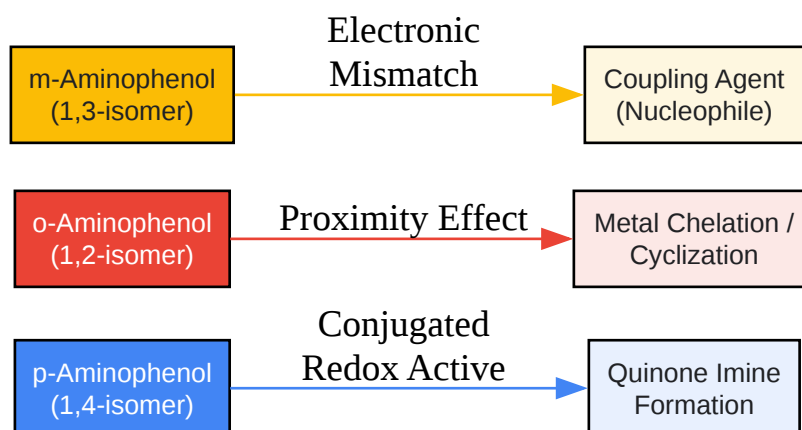 m-Aminophenol
(1,3-isomer)
Electronic
Mismatch
Coupling Agent
(Nucleophile)
o-Aminophenol
(1,2-isomer)
Proximity Effect
Metal Chelation /
Cyclization
p-Aminophenol
(1,4-isomer)
Conjugated
Redox Active
Quinone Imine
Formation